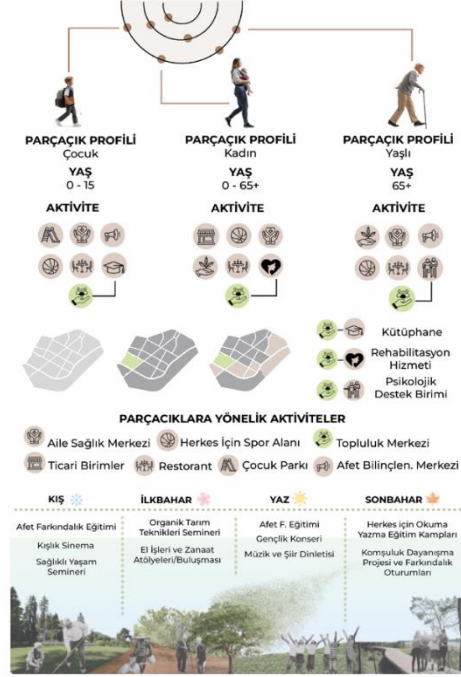 PARÇAÇIK PROFİLİ
Çocuk
YAŞ
0 - 15
AKTİVİTE
PARÇAÇIK PROFİLİ
Kadın
YAŞ
0 - 65+
AKTİVİTE
PARÇAÇIK PROFİLİ
Yaşlı
YAŞ
65+
AKTİVİTE
Kütüphane
Rehabilitasyon
Hizmeti
Psikolojik
Destek Birimi
PARÇACIKLARA YÖNELİK AKTİVİTELER
Aile Sağlık Merkezi
Herkes İçin Spor Alanı
Topluluk Merkezi
Ticari Birimler
Restorant
Çocuk Parkı
Afet Bilinçlen. Merkezi
KIŞ
Afet Farkındalık Eğitimi
Kışlık Sinema
Sağlıklı Yaşam
Semineri
İLKBAHAR
Organik Tarım
Teknikleri Semineri
El İşleri ve Zanaat
Atölyeleri/Buluşması
YAZ
Afet F. Eğitimi
Gençlik Konseri
Müzik ve Şiir Dinletisi
SONBAHAR
Herkes için Okuma
Yazma Eğitim Kampları
Komşuluk Dayanışma
Projesi ve Farkındalık
Oturumları